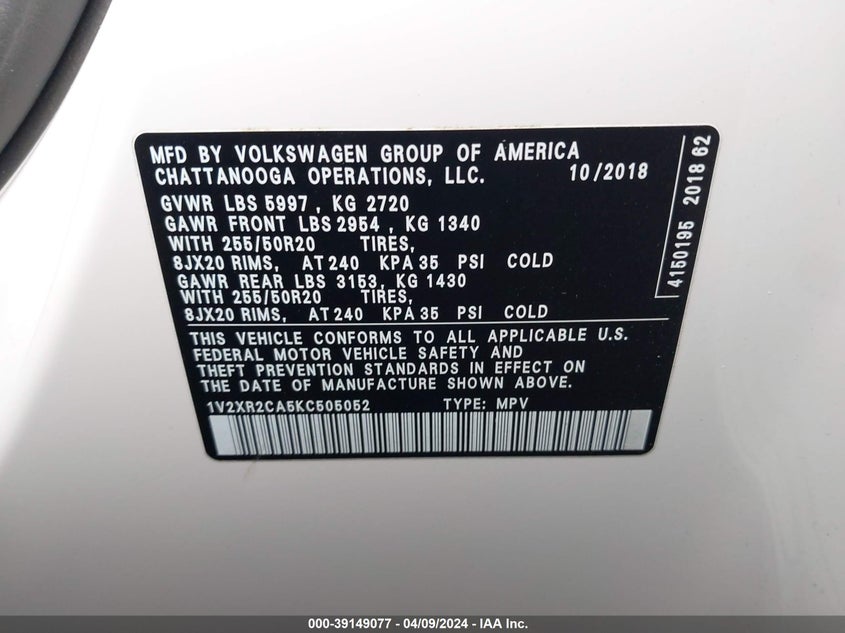 MFD BY VOLKSWAGEN GROUP OF AMERICA
CHATTANOOGA OPERATIONS, LLC. 10/2018
GVWR LBS 5997, KG 2720
GAWR FRONT LBS 2954, KG 1340
WITH 255/50R20 TIRES,
8JX20 RIMS, AT 240 KPA 35 PSI COLD
GAWR REAR LBS 3153, KG 1430
WITH 255/50R20 TIRES,
8JX20 RIMS, AT 240 KPA 35 PSI COLD
THIS VEHICLE CONFORMS TO ALL APPLICABLE U.S.
FEDERAL MOTOR VEHICLE SAFETY AND
THEFT PREVENTION STANDARDS IN EFFECT ON
THE DATE OF MANUFACTURE SHOWN ABOVE.
1V2XR2CA5KC505052 TYPE: MPV
4150195 2018 62
000-39149077 - 04/09/2024 - IAA Inc.